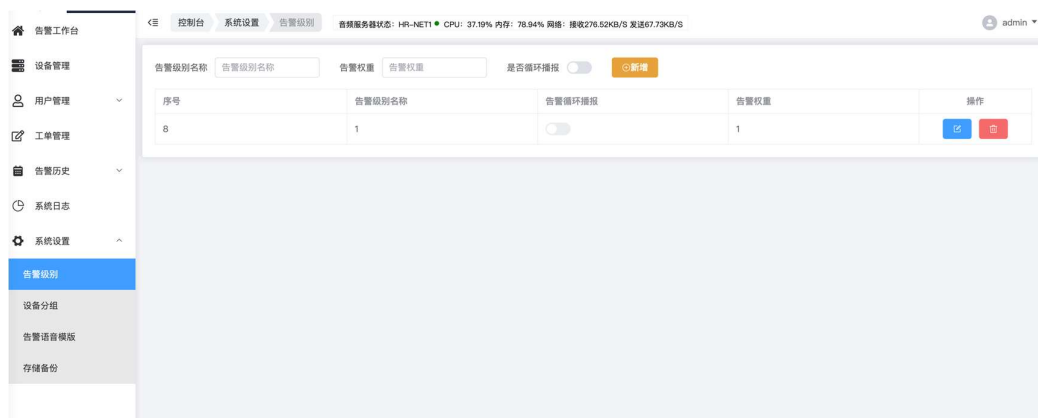 告警工作台
设备管理
用户管理
工单管理
告警历史
系统日志
系统设置
告警级别
设备分组
告警语音模版
存储备份
控制台 系统设置 告警级别 音频服务器状态：HR-NET1 CPU：37.19% 内存：78.94% 网络：接收276.52KB/S 发送67.73KB/S
admin
告警级别名称 告警级别名称 告警权重 告警权重 是否循环播报 新增
序号 告警级别名称 告警循环播报 告警权重 操作
8 1 1